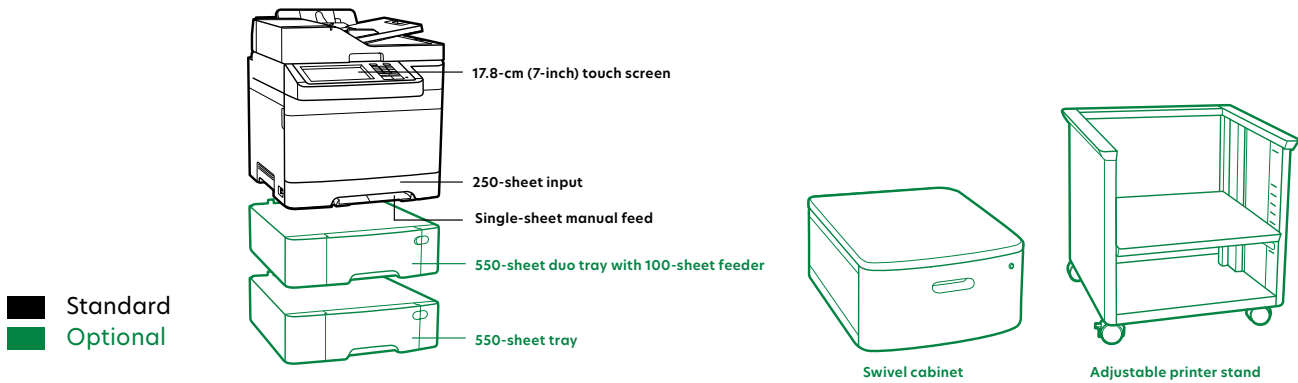 17.8-cm (7-inch) touch screen
250-sheet input
Single-sheet manual feed
550-sheet duo tray with 100-sheet feeder
550-sheet tray
Standard
Optional
Swivel cabinet
Adjustable printer stand